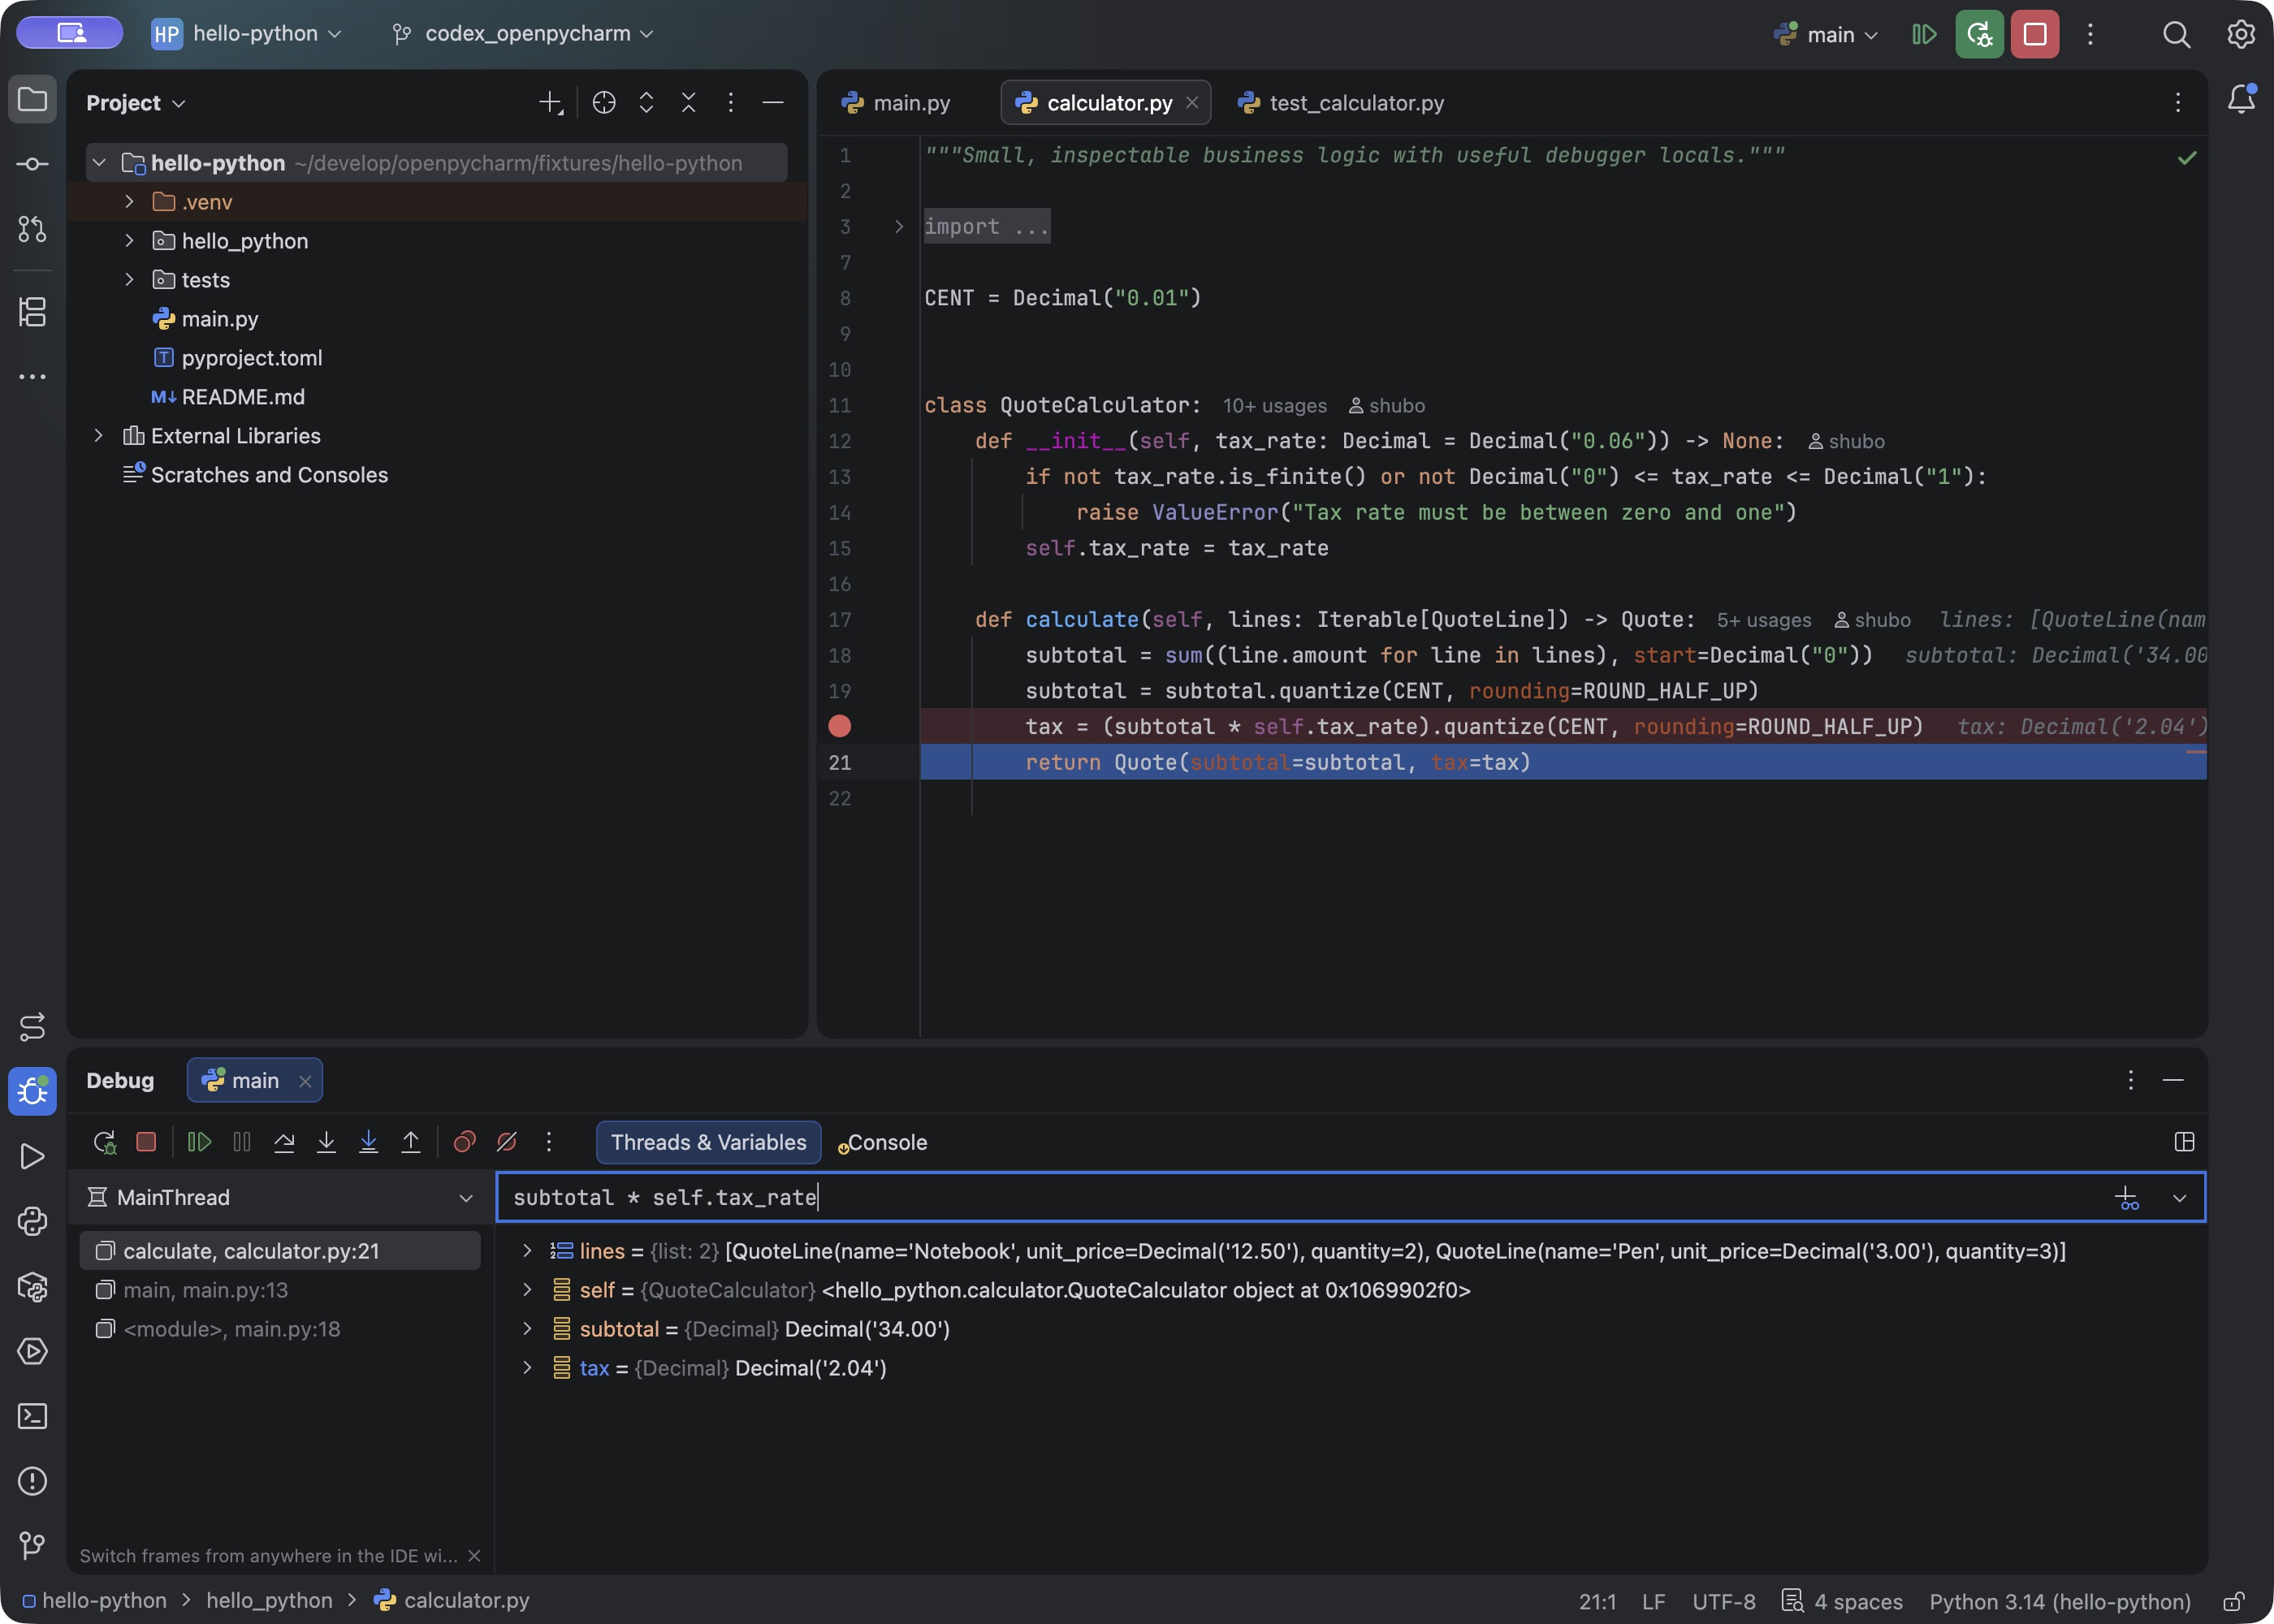 HP hello-python codex_openpycharm main
Project
hello-python ~/develop/openpycharm/fixtures/hello-python
.venv
hello_python
tests
main.py
pyproject.toml
README.md
External Libraries
Scratches and Consoles
main.py calculator.py test_calculator.py
1 """Small, inspectable business logic with useful debugger locals."""
2
3 import ...
7
8 CENT = Decimal("0.01")
9
10
11 class QuoteCalculator: 10+ usages shubo
12 def __init__(self, tax_rate: Decimal = Decimal("0.06")) -> None: shubo
13 if not tax_rate.is_finite() or not Decimal("0") <= tax_rate <= Decimal("1"):
14 raise ValueError("Tax rate must be between zero and one")
15 self.tax_rate = tax_rate
16
17 def calculate(self, lines: Iterable[QuoteLine]) -> Quote: 5+ usages shubo lines: [QuoteLine(nam
18 subtotal = sum((line.amount for line in lines), start=Decimal("0")) subtotal: Decimal('34.00
19 subtotal = subtotal.quantize(CENT, rounding=ROUND_HALF_UP)
tax = (subtotal * self.tax_rate).quantize(CENT, rounding=ROUND_HALF_UP) tax: Decimal('2.04')
21 return Quote(subtotal=subtotal, tax=tax)
22
Debug main
Threads & Variables Console
MainThread
calculate, calculator.py:21
main, main.py:13
<module>, main.py:18
Switch frames from anywhere in the IDE wi...
subtotal * self.tax_rate
lines = {list: 2} [QuoteLine(name='Notebook', unit_price=Decimal('12.50'), quantity=2), QuoteLine(name='Pen', unit_price=Decimal('3.00'), quantity=3)]
self = {QuoteCalculator} <hello_python.calculator.QuoteCalculator object at 0x1069902f0>
subtotal = {Decimal} Decimal('34.00')
tax = {Decimal} Decimal('2.04')
hello-python > hello_python > calculator.py 21:1 LF UTF-8 4 spaces Python 3.14 (hello-python)